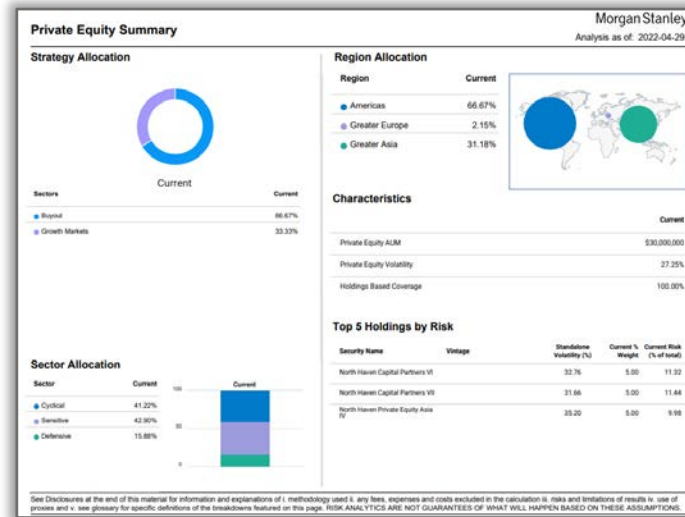 Morgan Stanley
Private Equity Summary
Analysis as of: 2022-04-29
Strategy Allocation
Current
Sectors Current
Buyout 66.67%
Growth Markets 33.33%
Sector Allocation
Sector Current
Cyclical 41.22%
Sensitive 42.90%
Defensive 15.88%
Current
100
50
0
Region Allocation
Region Current
Americas 66.67%
Greater Europe 2.15%
Greater Asia 31.18%
Characteristics
Current
Private Equity AUM $30,000,000
Private Equity Volatility 27.25%
Holdings Based Coverage 100.00%
Top 5 Holdings by Risk
Security Name Vintage Standalone Volatility (%) Current % Weight Current Risk (% of total)
North Haven Capital Partners VI 32.76 5.00 11.32
North Haven Capital Partners VII 31.66 5.00 11.44
North Haven Private Equity Asia IV 35.20 5.00 9.98
See Disclosures at the end of this material for information and explanations of i. methodology used ii. any fees, expenses and costs excluded in the calculation iii. risks and limitations of results iv. use of
proxies and v. see glossary for specific definitions of the breakdowns featured on this page. RISK ANALYTICS ARE NOT GUARANTEES OF WHAT WILL HAPPEN BASED ON THESE ASSUMPTIONS.